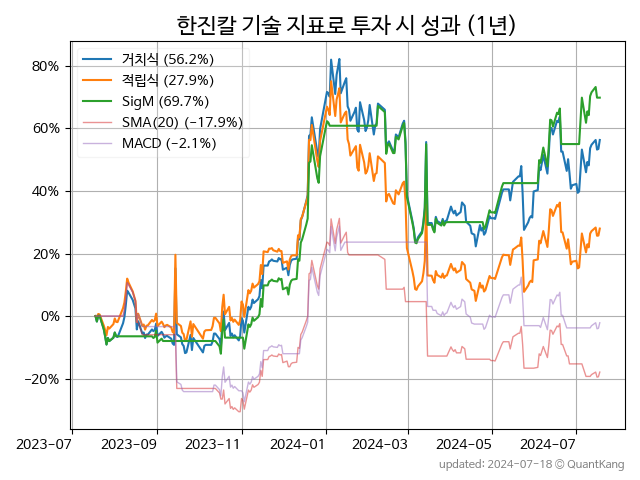 한진칼 기술 지표로 투자 시 성과 (1년)
거치식 (56.2%)
적립식 (27.9%)
SigM (69.7%)
SMA(20) (−17.9%)
MACD (−2.1%)
80%
60%
40%
20%
0%
−20%
2023-07 2023-09 2023-11 2024-01 2024-03 2024-05 2024-07
updated: 2024-07-18 ⓒ QuantKang